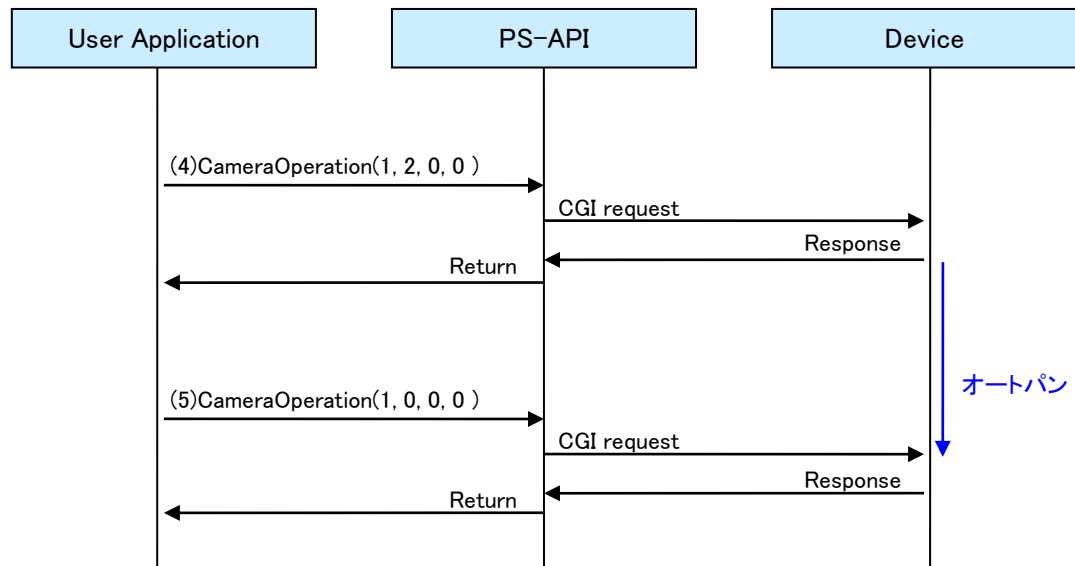 User Application
PS-API
Device
(4)CameraOperation(1, 2, 0, 0 )
CGI request
Response
Return
オートパン
(5)CameraOperation(1, 0, 0, 0 )
CGI request
Response
Return